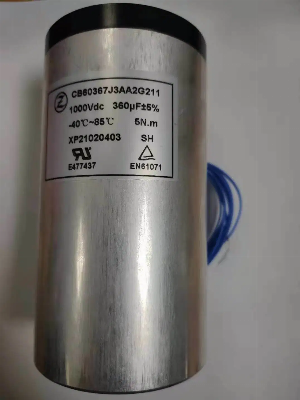 CB60367J3AA2G211
1000Vdc 360μF±5%
-40℃~85℃ 5N.m
XP21020403 SH
E477437 EN61071